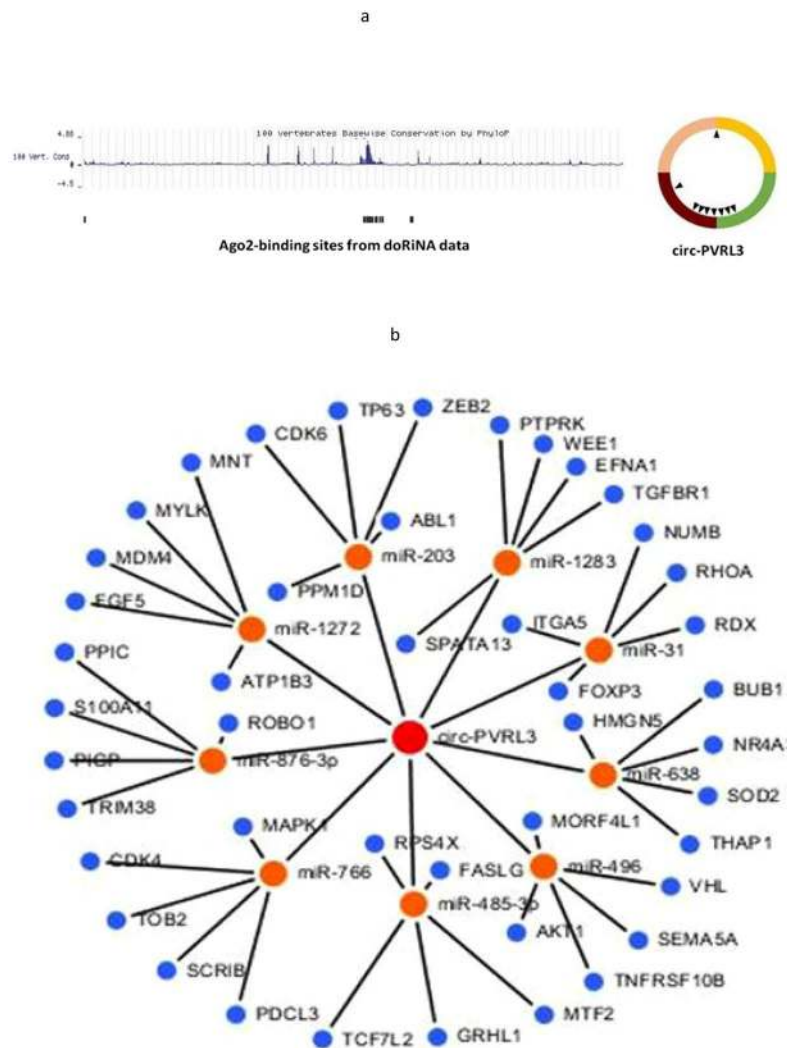 a
4.88
100 Vertebrates Basewise Conservation by PhyloP
100 Vert. Cons
0
-4.5
Ago2-binding sites from doRiNA data
circ-PVRL3
b
TP63
ZEB2
CDK6
PTPRK
WEE1
MNT
EFNA1
TGFBR1
MYLK
ABL1
NUMB
MDM4
miR-203
miR-1283
RHOA
PPM1D
FGF5
miR-1272
ITGA5
RDX
PPIC
SPATA13
miR-31
ATP1B3
FOXP3
BUB1
S100A11
ROBO1
HMGN5
circ-PVRL3
NR4A
PIGP
miR-876-3p
miR-638
SOD2
TRIM38
MORF4L1
MAPK1
RPS4X
THAP1
CDK4
miR-766
FASLG
miR-496
VHL
miR-485-3p
TOB2
AKT1
SEMA5A
SCRIB
TNFRSF10B
PDCL3
MTF2
TCF7L2
GRHL1